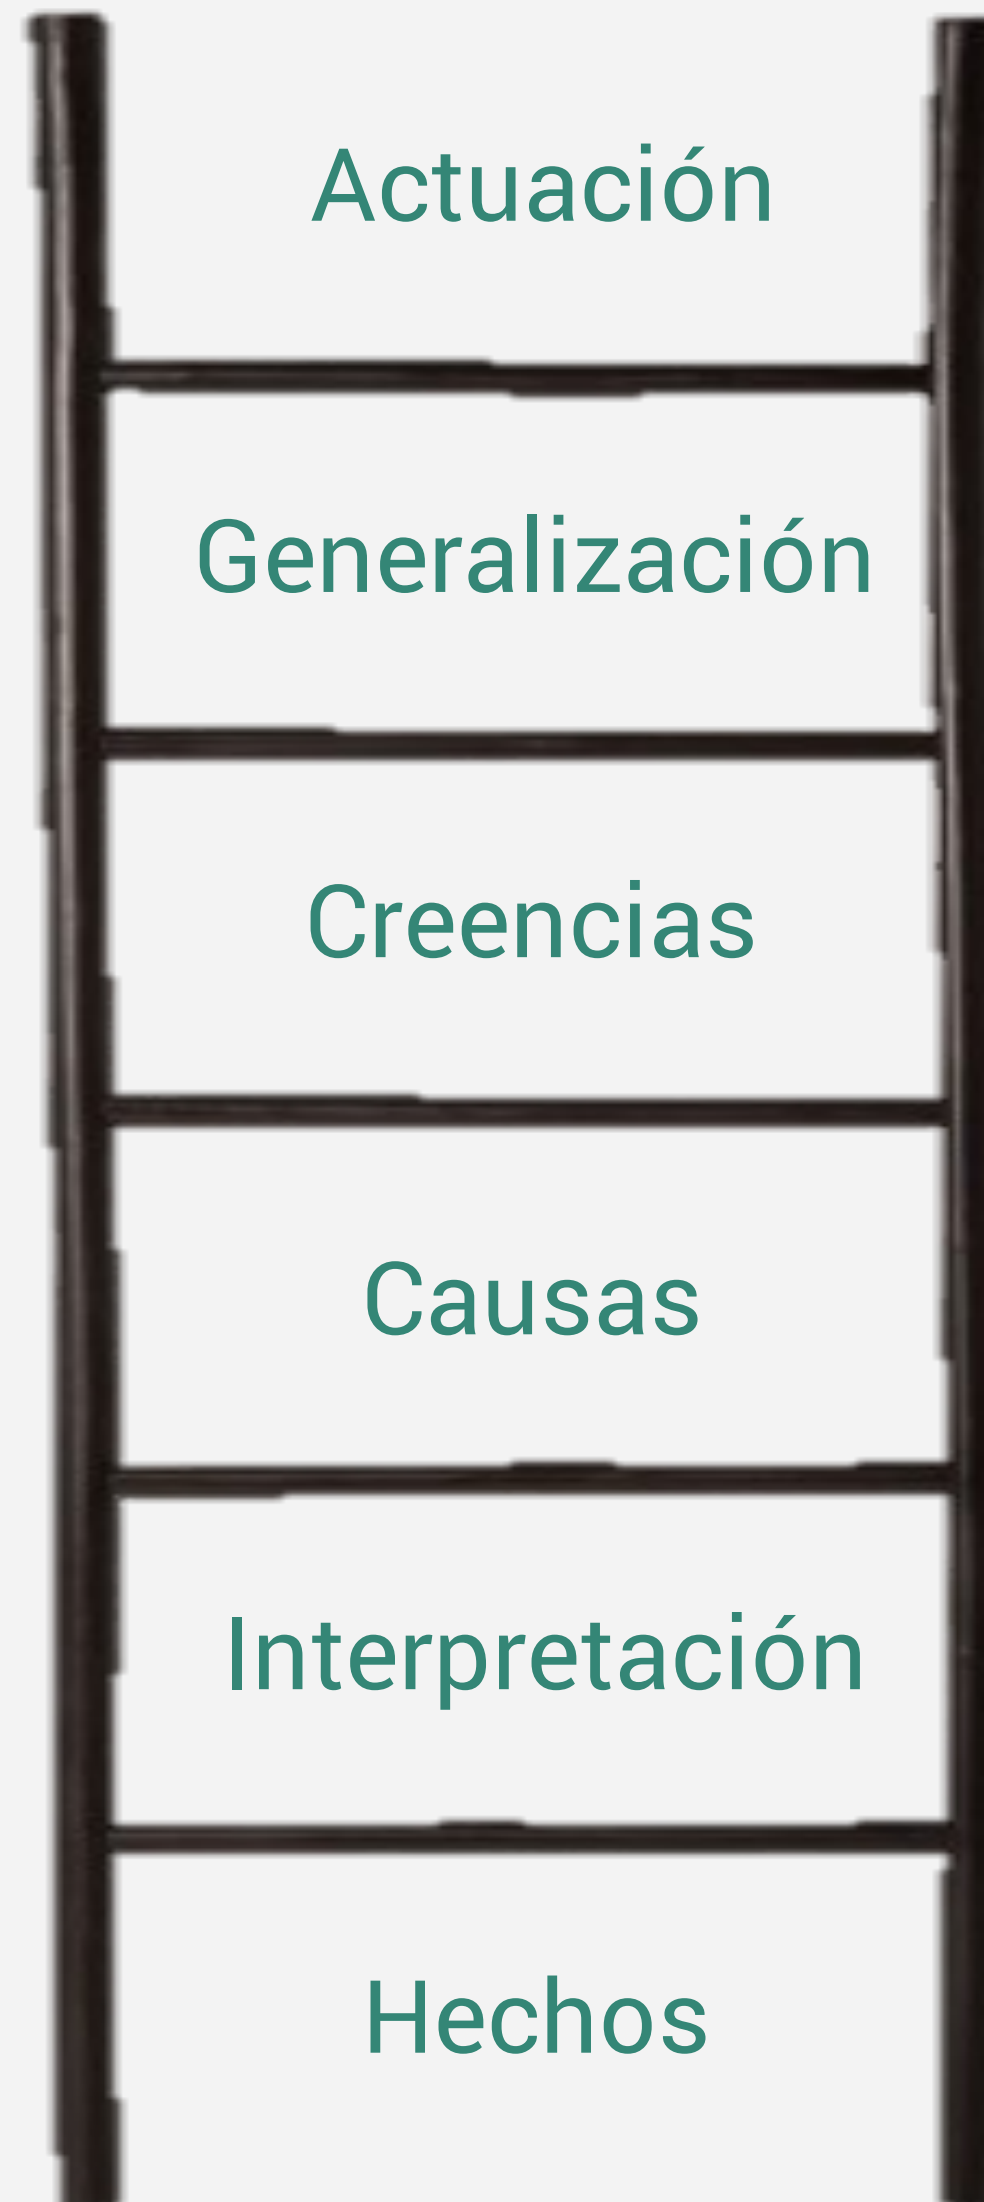 Actuación
Generalización
Creencias
Causas
Interpretación
Hechos